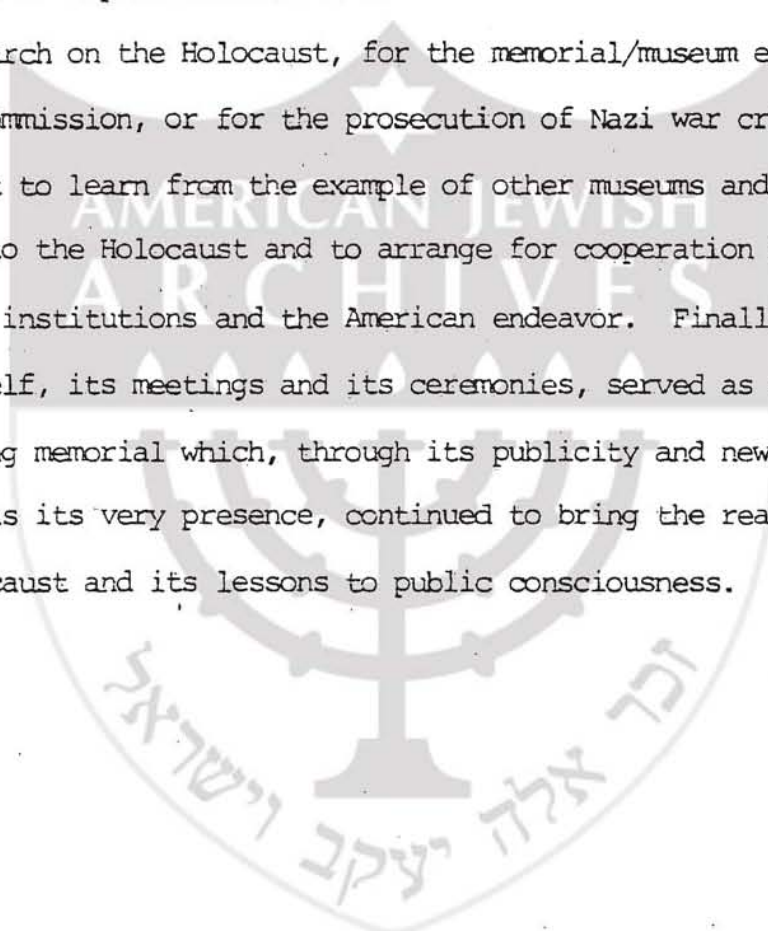 rch on the Holocaust, for the memorial/museum e
mmission, or for the prosecution of Nazi war cr
to learn from the example of other museums and
AMERICAN JEWISH
o the Holocaust and to arrange for cooperation
ARCHIVES
institutions and the American endeavor. Finall
elf, its meetings and its ceremonies, served as
g memorial which, through its publicity and new
s its very presence, continued to bring the rea
caust and its lessons to public consciousness.
זכר אלה יעקב וישראל